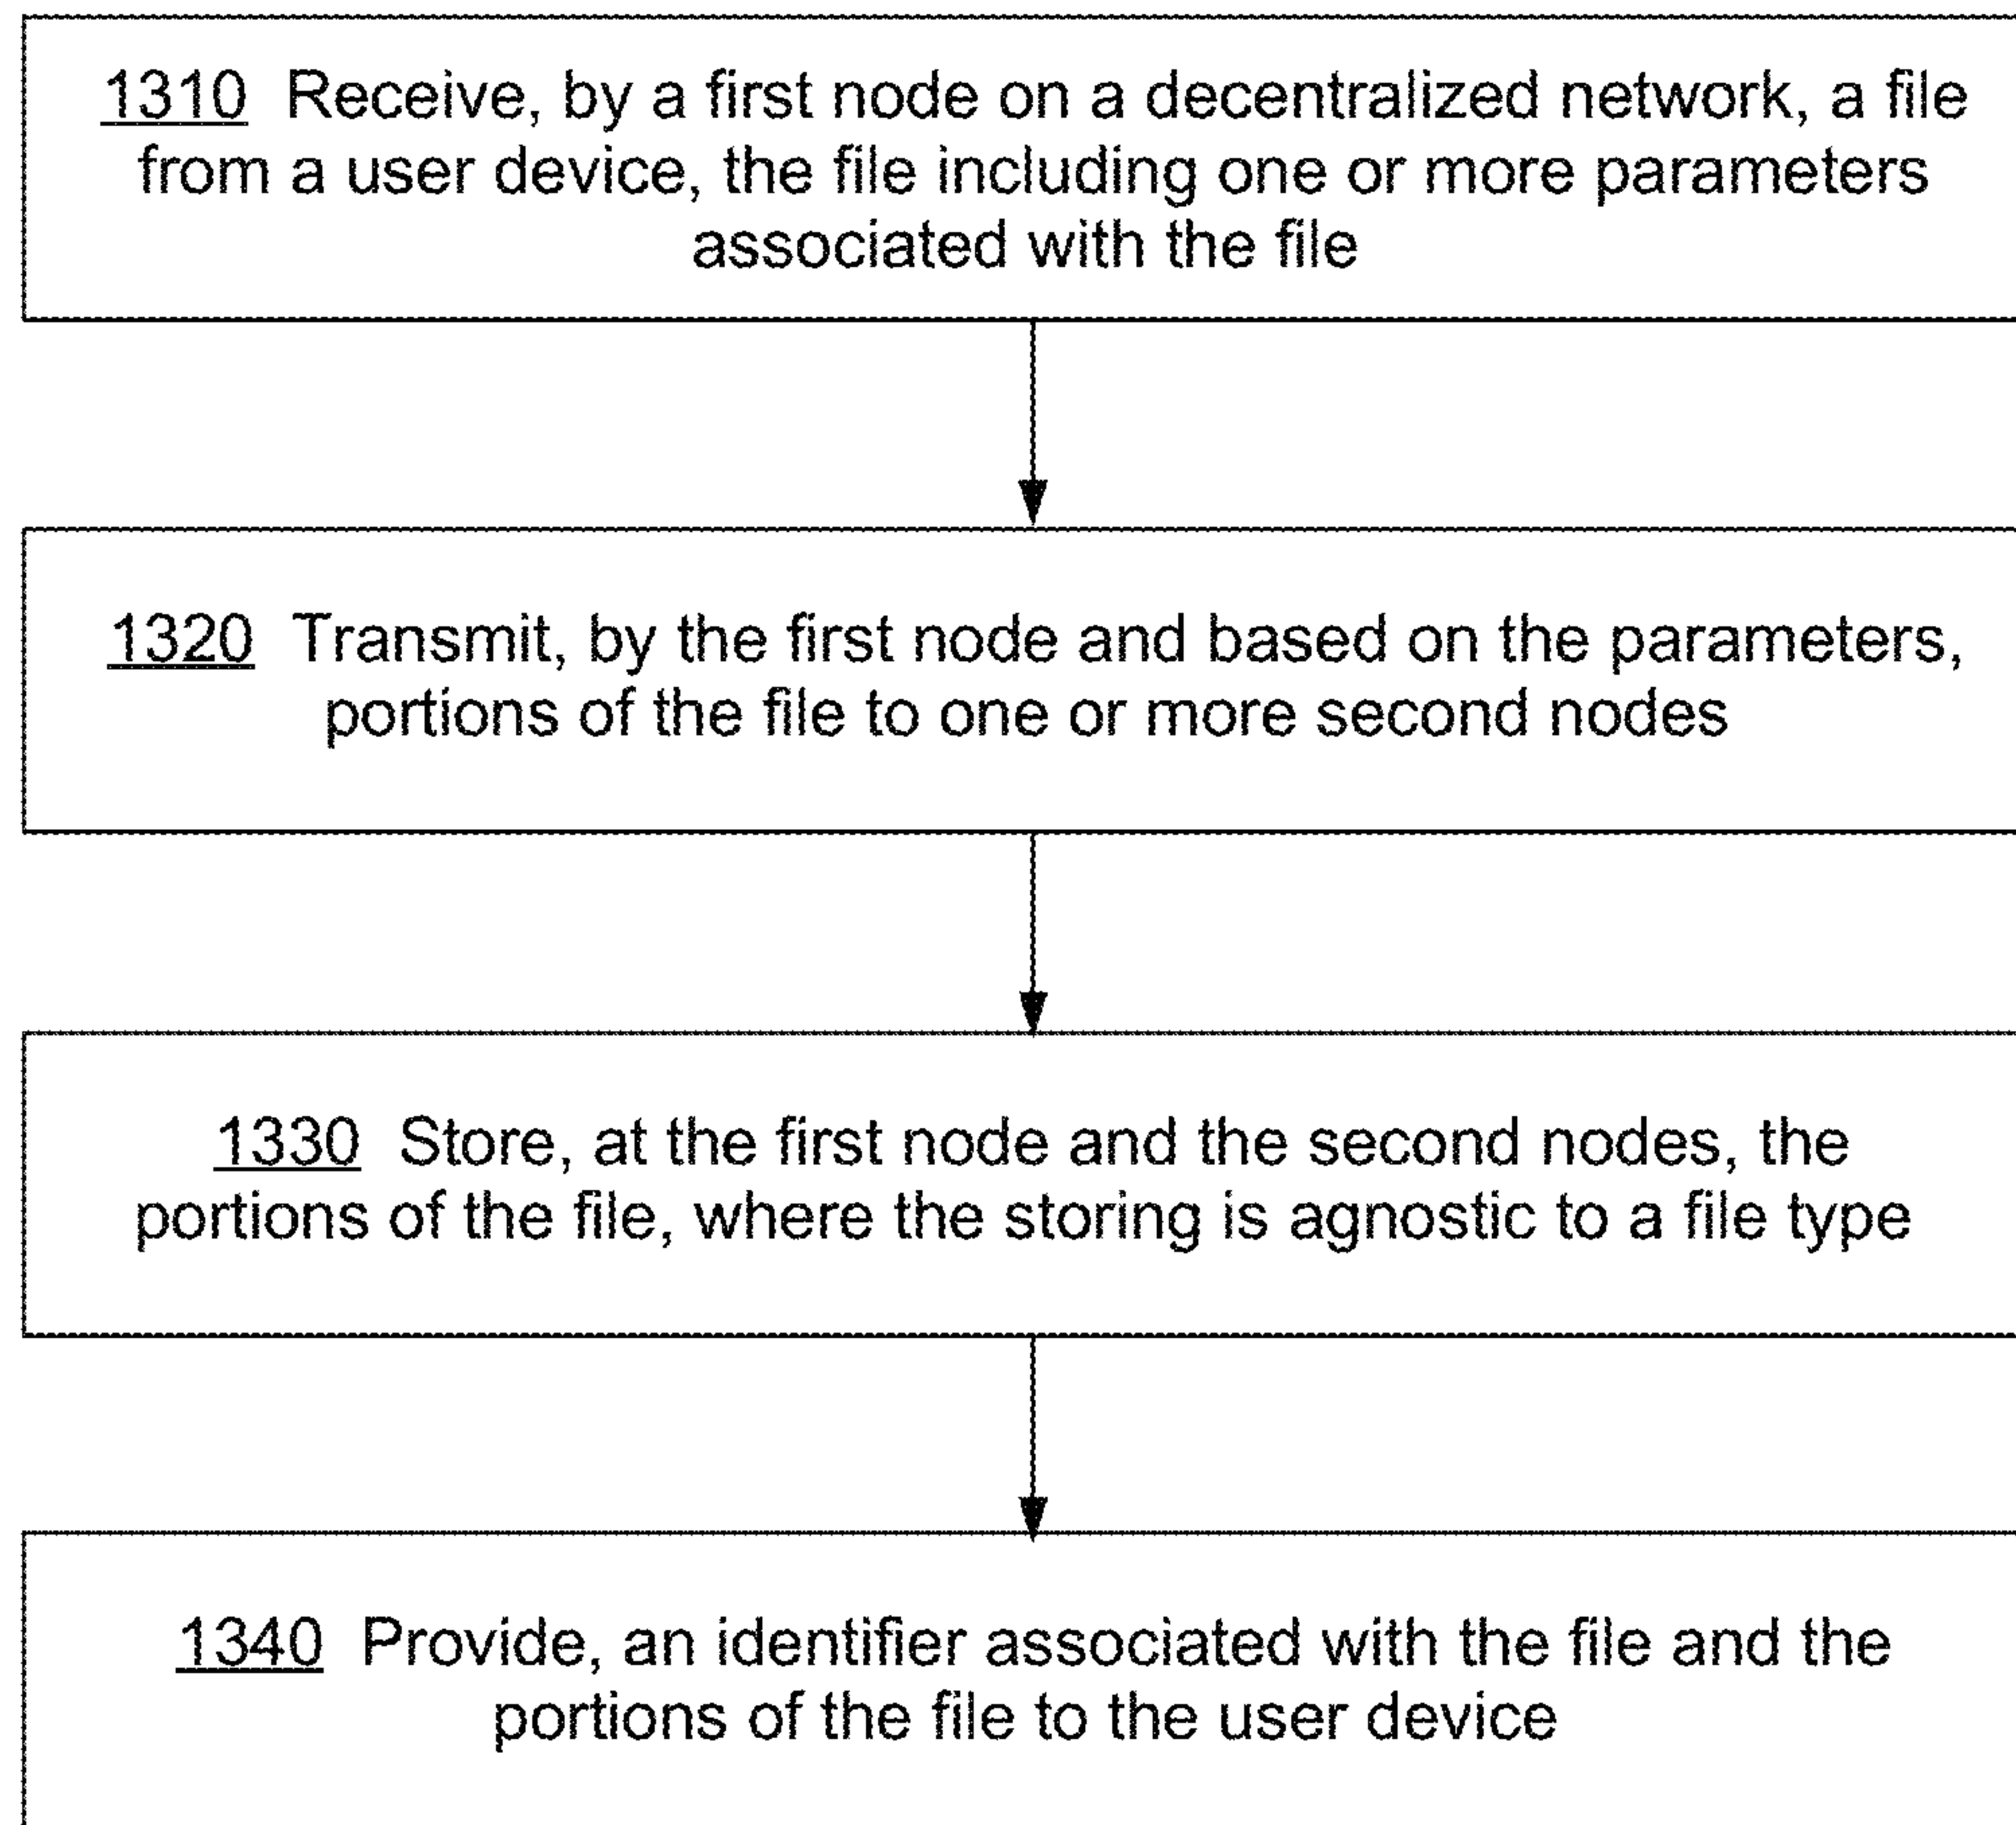 1310 Receive, by a first node on a decentralized network, a file
from a user device, the file including one or more parameters
associated with the file
1320 Transmit, by the first node and based on the parameters,
portions of the file to one or more second nodes
1330 Store, at the first node and the second nodes, the
portions of the file, where the storing is agnostic to a file type
1340 Provide, an identifier associated with the file and the
portions of the file to the user device